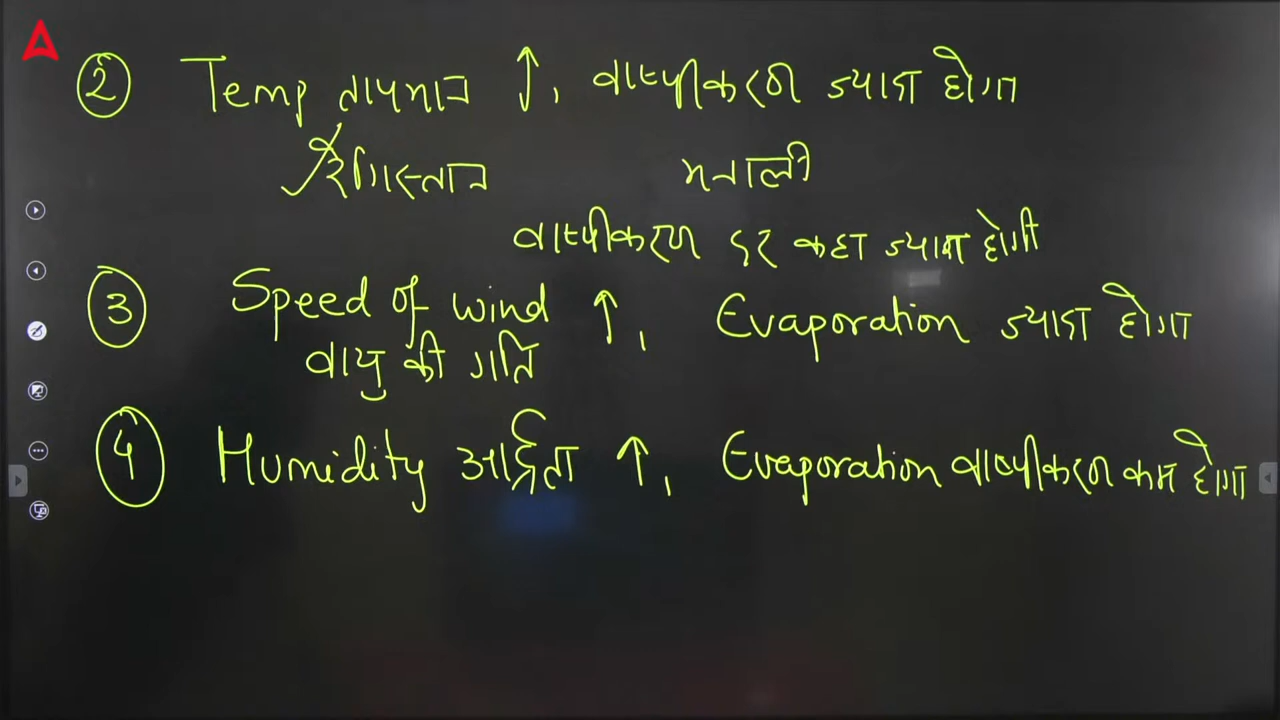 ② Temp तापमान ↑, वाष्पीकरण ज्यादा होगा
रेगिस्तान मनाली
वाष्पीकरण दर कहा ज्यादा होगी
③ Speed of wind ↑, Evaporation ज्यादा होगा
वायु की गति
④ Humidity आर्द्रता ↑, Evaporation वाष्पीकरण कम होगा